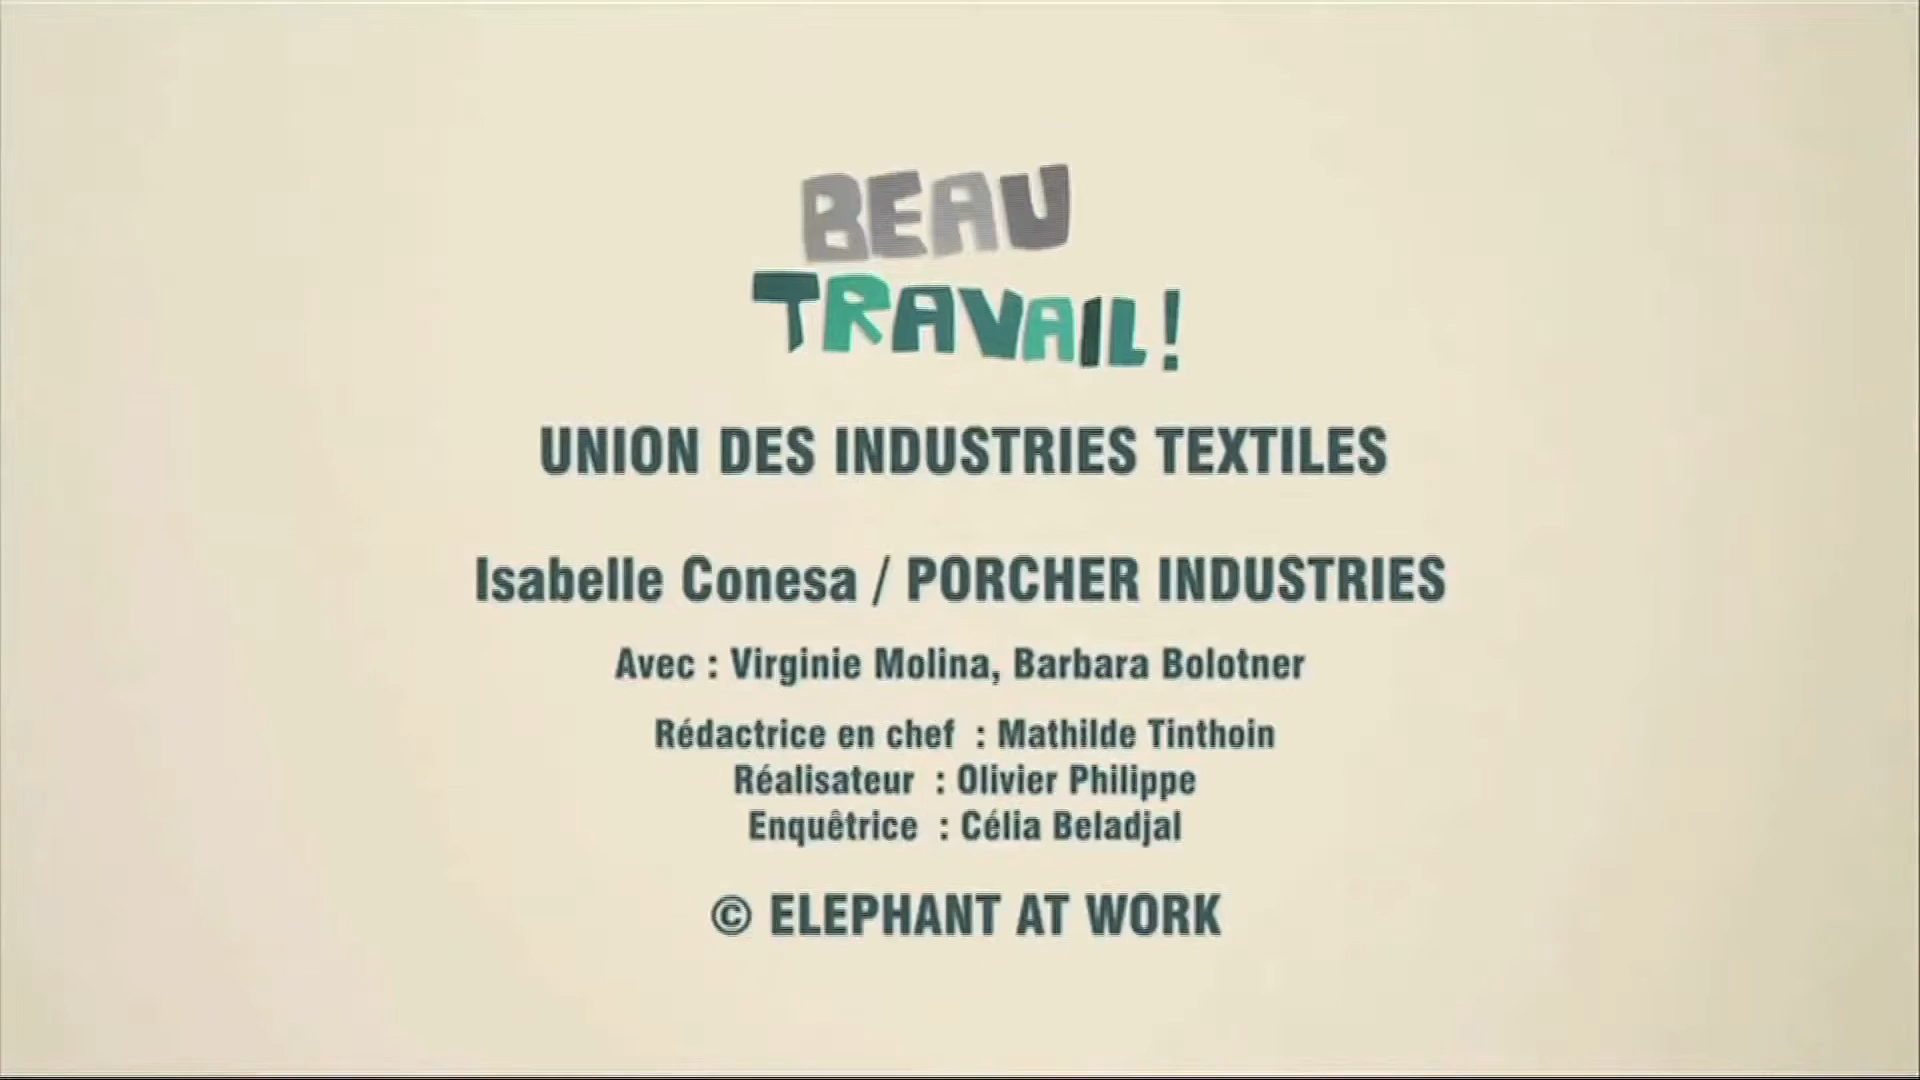 BEAU
TRAVAIL !
UNION DES INDUSTRIES TEXTILES
Isabelle Conesa / PORCHER INDUSTRIES
Avec : Virginie Molina, Barbara Bolotner
Rédactrice en chef : Mathilde Tinthoin
Réalisateur : Olivier Philippe
Enquêtrice : Célia Beladjal
© ELEPHANT AT WORK